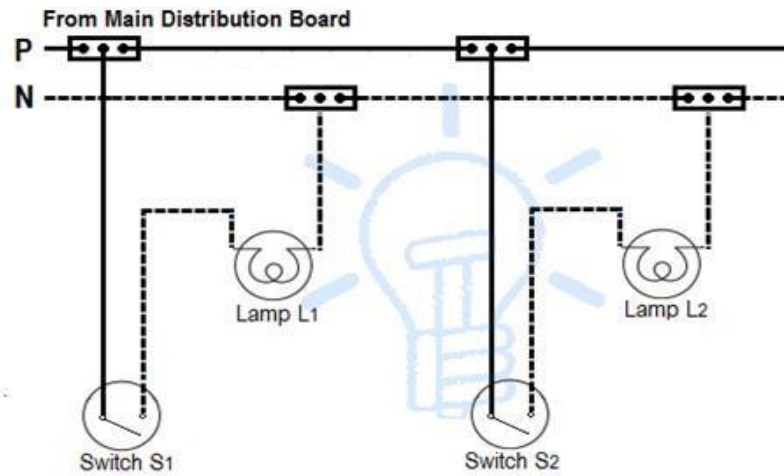 From Main Distribution Board
P
N
Lamp L1
Lamp L2
Switch S1
Switch S2